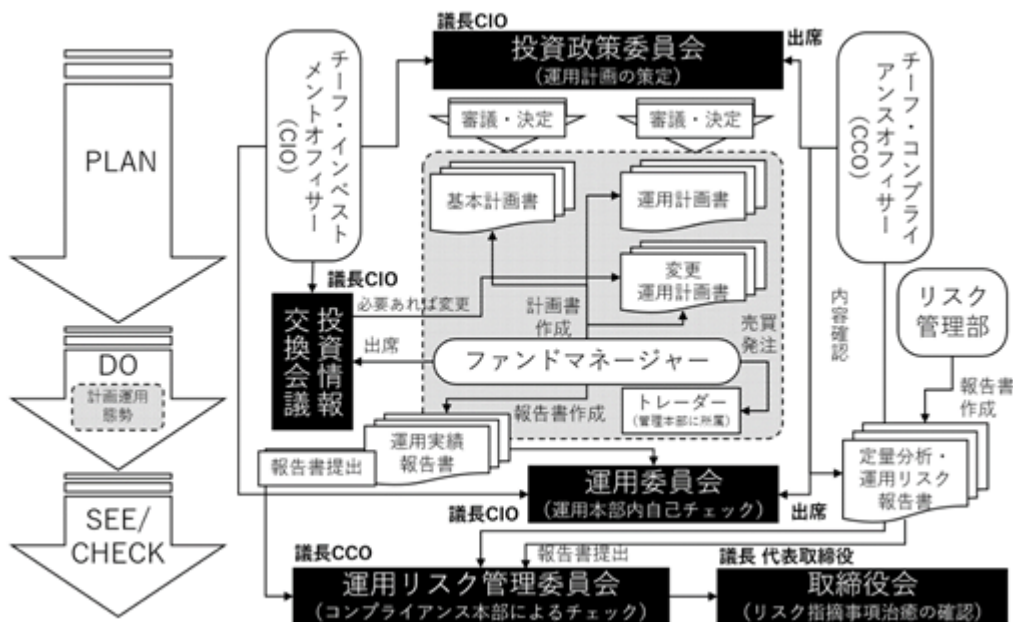 PLAN
DO
計画運用
態勢
SEE/
CHECK
チーフ・インベスト
メントオフィサー
(CIO)
議長CIO
投資政策委員会
(運用計画の策定)
出席
チーフ・コンプライ
アンスオフィサー
(CCO)
審議・決定
審議・決定
基本計画書
運用計画書
変更
運用計画書
議長CIO
投資情報
交換会議
必要あれば変更
計画書
作成
売買
発注
出席
ファンドマネージャー
トレーダー
(管理本部に所属)
内容確認
リスク
管理部
報告書
作成
報告書作成
運用実績
報告書
報告書提出
定量分析・
運用リスク
報告書
運用委員会
(運用本部内自己チェック)
議長CIO
出席
議長CCO
報告書提出
運用リスク管理委員会
(コンプライアンス本部によるチェック)
議長 代表取締役
取締役会
(リスク指摘事項治癒の確認)